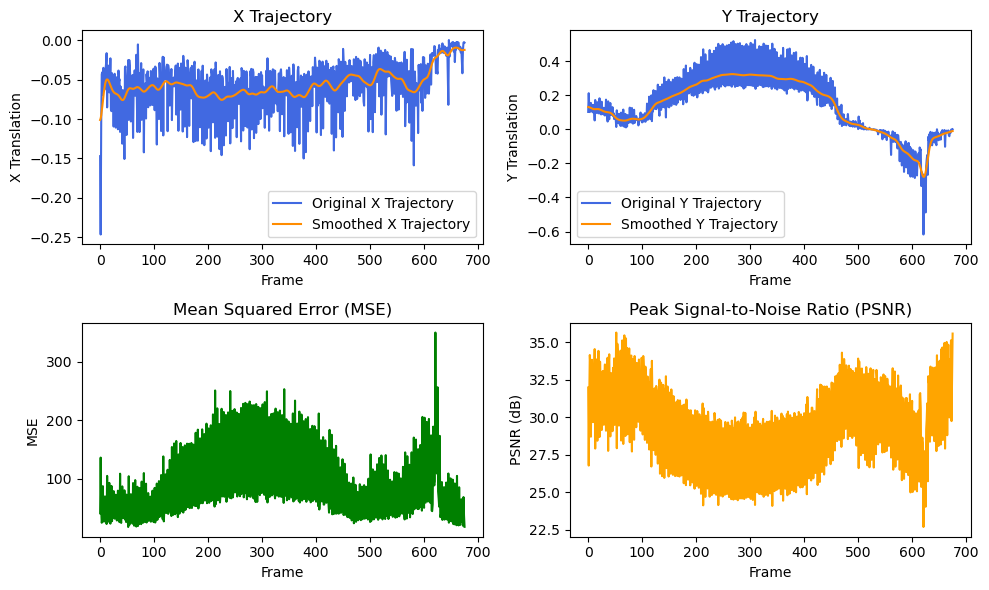 X Trajectory
0.00
−0.05
−0.10
−0.15
−0.20
−0.25
X Translation
Original X Trajectory
Smoothed X Trajectory
0 100 200 300 400 500 600 700
Frame
Y Trajectory
0.4
0.2
0.0
−0.2
−0.4
−0.6
Y Translation
Original Y Trajectory
Smoothed Y Trajectory
0 100 200 300 400 500 600 700
Frame
Mean Squared Error (MSE)
300
200
100
MSE
0 100 200 300 400 500 600 700
Frame
Peak Signal-to-Noise Ratio (PSNR)
35.0
32.5
30.0
27.5
25.0
22.5
PSNR (dB)
0 100 200 300 400 500 600 700
Frame